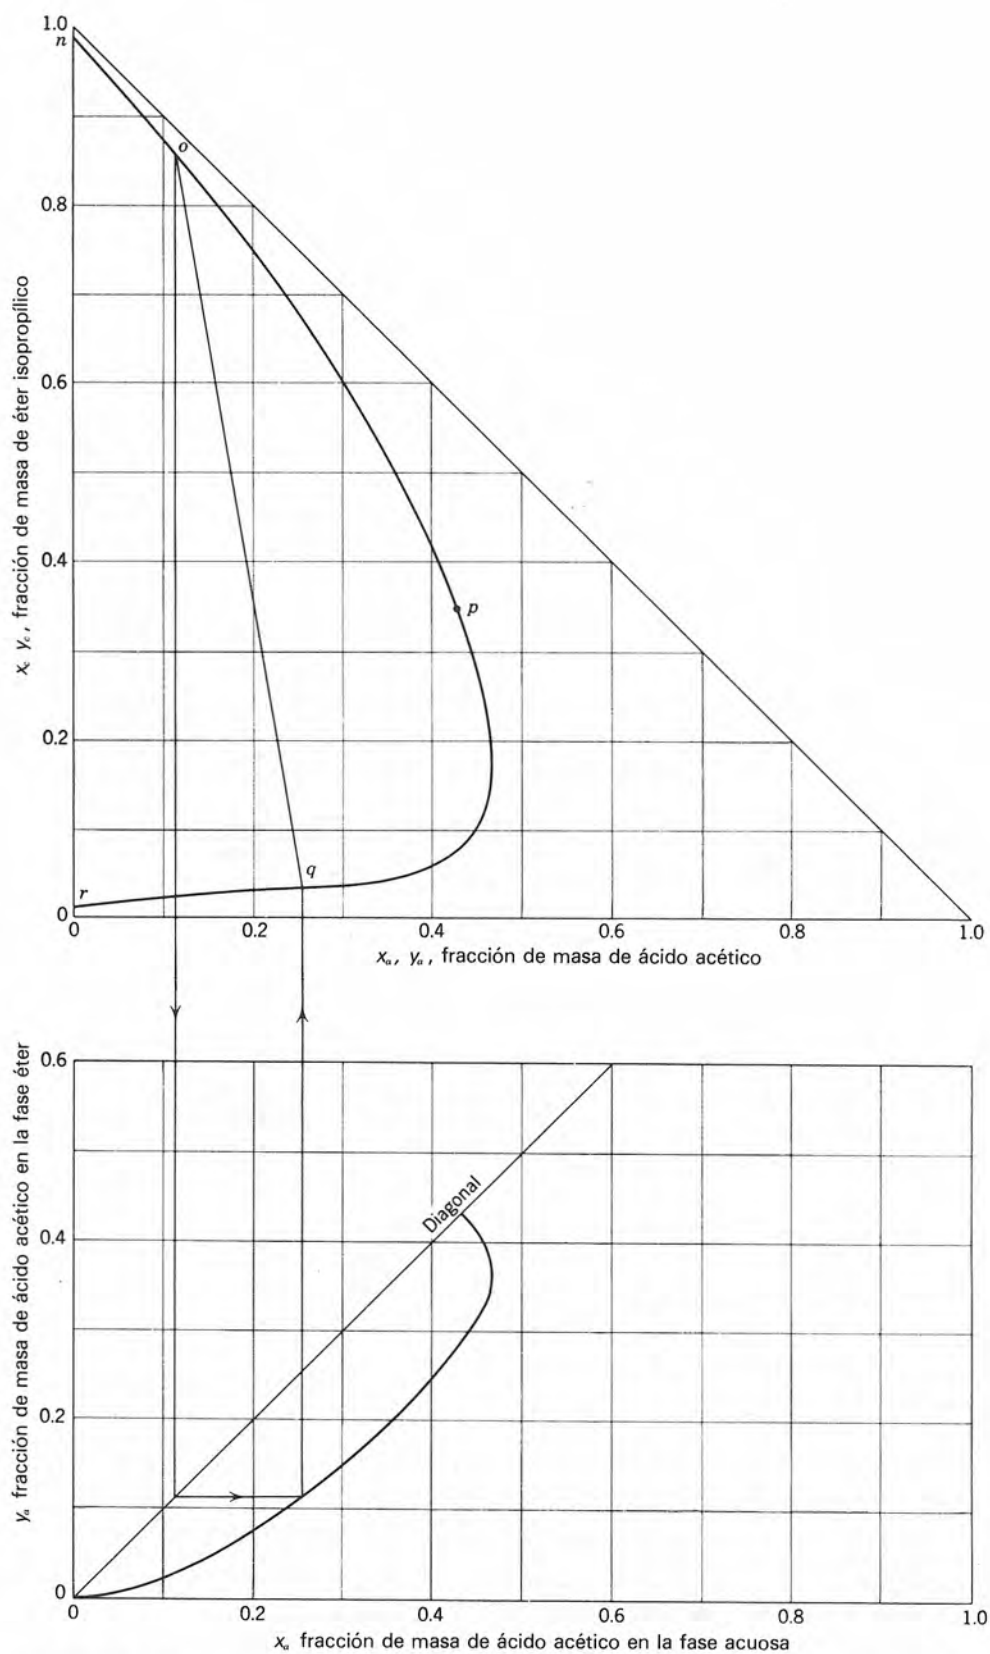 1.0
n
o
0.8
0.6
0.4
p
0.2
q
r
0
xc yc, fracción de masa de éter isopropílico
0 0.2 0.4 0.6 0.8 1.0
xa, ya, fracción de masa de ácido acético
0.6
0.4
0.2
0
Diagonal
ya fracción de masa de ácido acético en la fase éter
0 0.2 0.4 0.6 0.8 1.0
xa fracción de masa de ácido acético en la fase acuosa